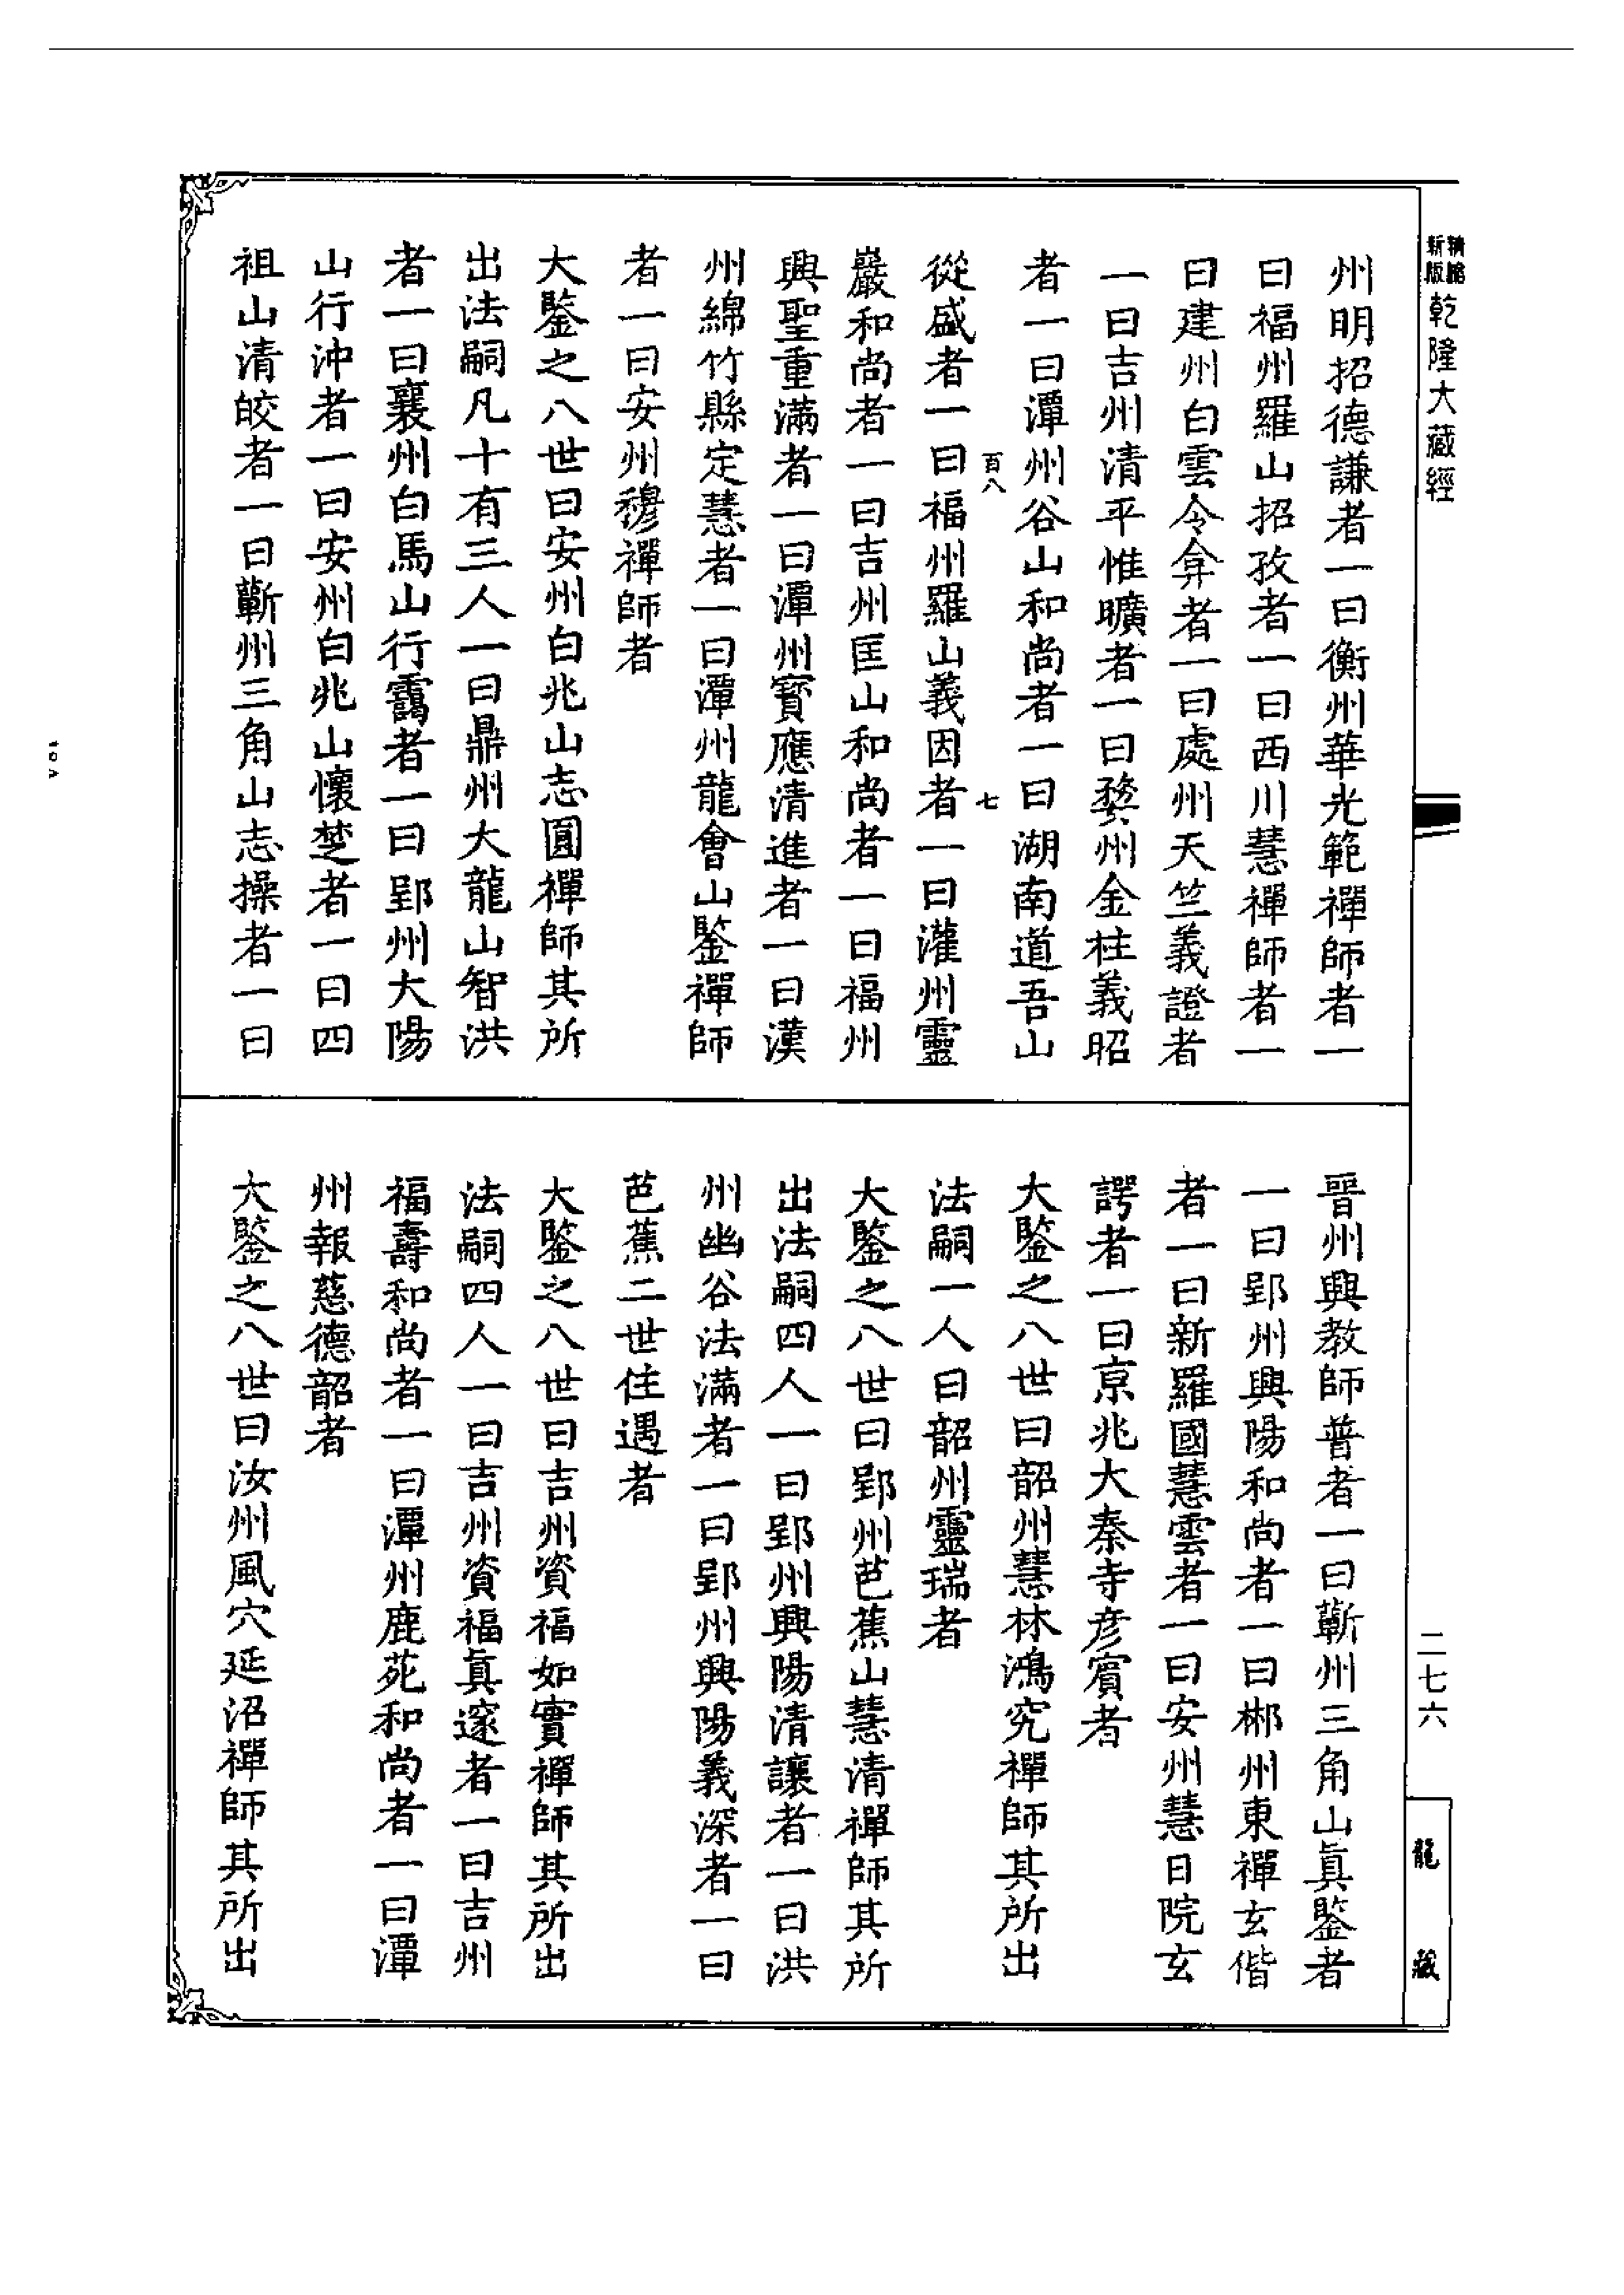 精縮新版乾隆大藏經
州明招德謙者一曰衡州華光範禪師者一
曰福州羅山招孜者一曰西川慧禪師者一
曰建州白雲令弇者一曰處州天竺義證者
一曰吉州清平惟曠者一曰婺州金柱義昭
者一曰潭州谷山和尚者一曰湖南道吾山
百八 七
從盛者一曰福州羅山義因者一曰灌州靈
巖和尚者一曰吉州匡山和尚者一曰福州
興聖重滿者一曰潭州寶應清進者一曰漢
州綿竹縣定慧者一曰潭州龍會山鑒禪師
者一曰安州穆禪師者
大鑒之八世曰安州白兆山志圓禪師其所
出法嗣凡十有三人一曰鼎州大龍山智洪
者一曰襄州白馬山行靄者一曰郢州大陽
山行沖者一曰安州白兆山懷楚者一曰四
祖山清皎者一曰蘄州三角山志操者一曰
晉州興教師普者一曰蘄州三角山眞鑒者
一曰郢州興陽和尚者一曰郴州東禪玄偕
者一曰新羅國慧雲者一曰安州慧日院玄
諤者一曰京兆大秦寺彥賓者
大鑒之八世曰韶州慧林鴻究禪師其所出
法嗣一人曰韶州靈瑞者
大鑒之八世曰郢州芭蕉山慧清禪師其所
出法嗣四人一曰郢州興陽清讓者一曰洪
州幽谷法滿者一曰郢州興陽義深者一曰
芭蕉二世住遇者
大鑒之八世曰吉州資福如實禪師其所出
法嗣四人一曰吉州資福眞邃者一曰吉州
福壽和尚者一曰潭州鹿苑和尚者一曰潭
州報慈德韶者
大鑒之八世曰汝州風穴延沼禪師其所出
二七六
龍藏